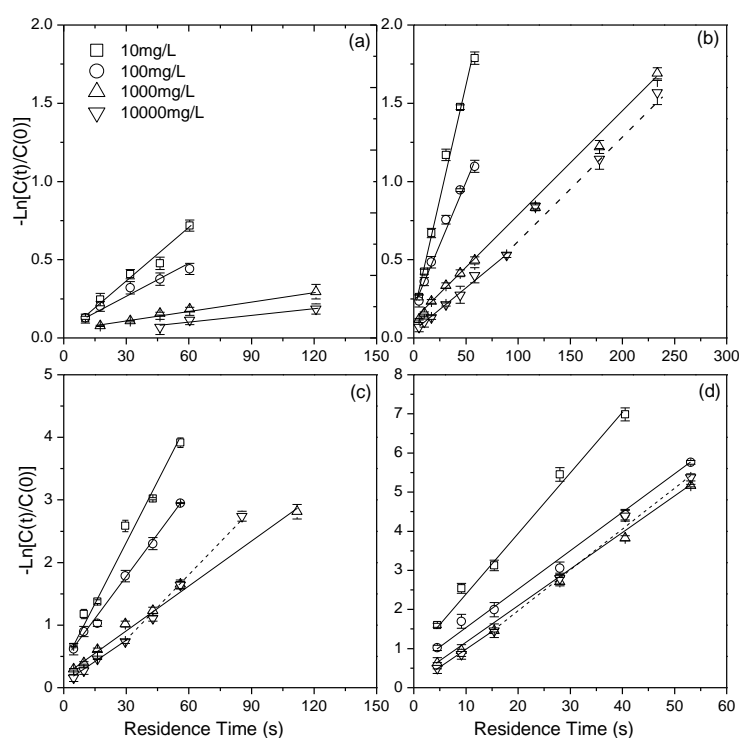 2.0
1.5
1.0
0.5
0.0
-Ln[C(t)/C(0)]
10mg/L
100mg/L
1000mg/L
10000mg/L
(a)
0 30 60 90 120 150
2.0
1.5
1.0
0.5
0.0
(b)
0 50 100 150 200 250 300
5
4
3
2
1
0
-Ln[C(t)/C(0)]
(c)
0 30 60 90 120 150
Residence Time (s)
8
7
6
5
4
3
2
1
0
(d)
0 10 20 30 40 50 60
Residence Time (s)